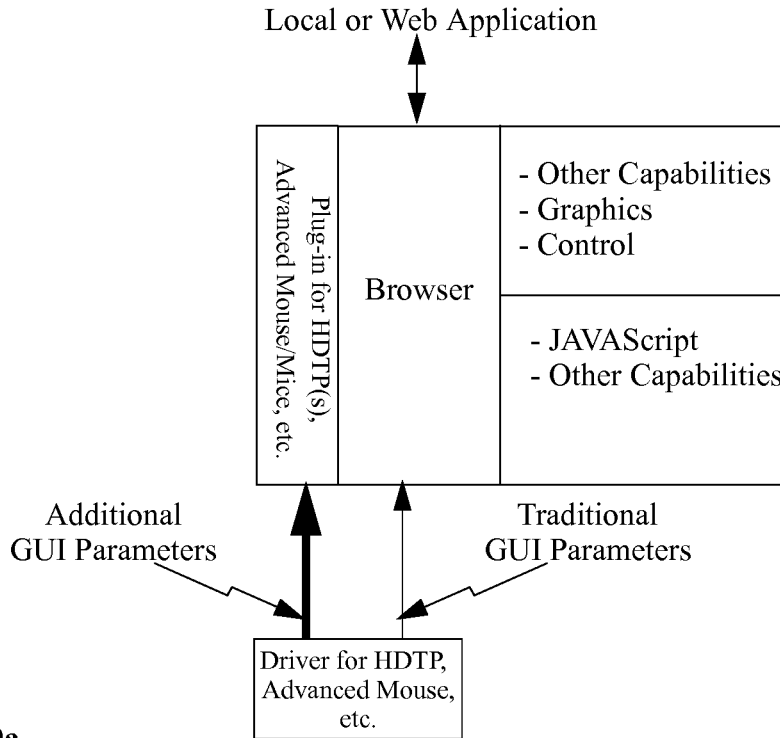 Local or Web Application
Plug-in for HDTP(s),
Advanced Mouse/Mice, etc.
Browser
- Other Capabilities
- Graphics
- Control
- JAVAScript
- Other Capabilities
Additional
GUI Parameters
Traditional
GUI Parameters
Driver for HDTP,
Advanced Mouse,
etc.